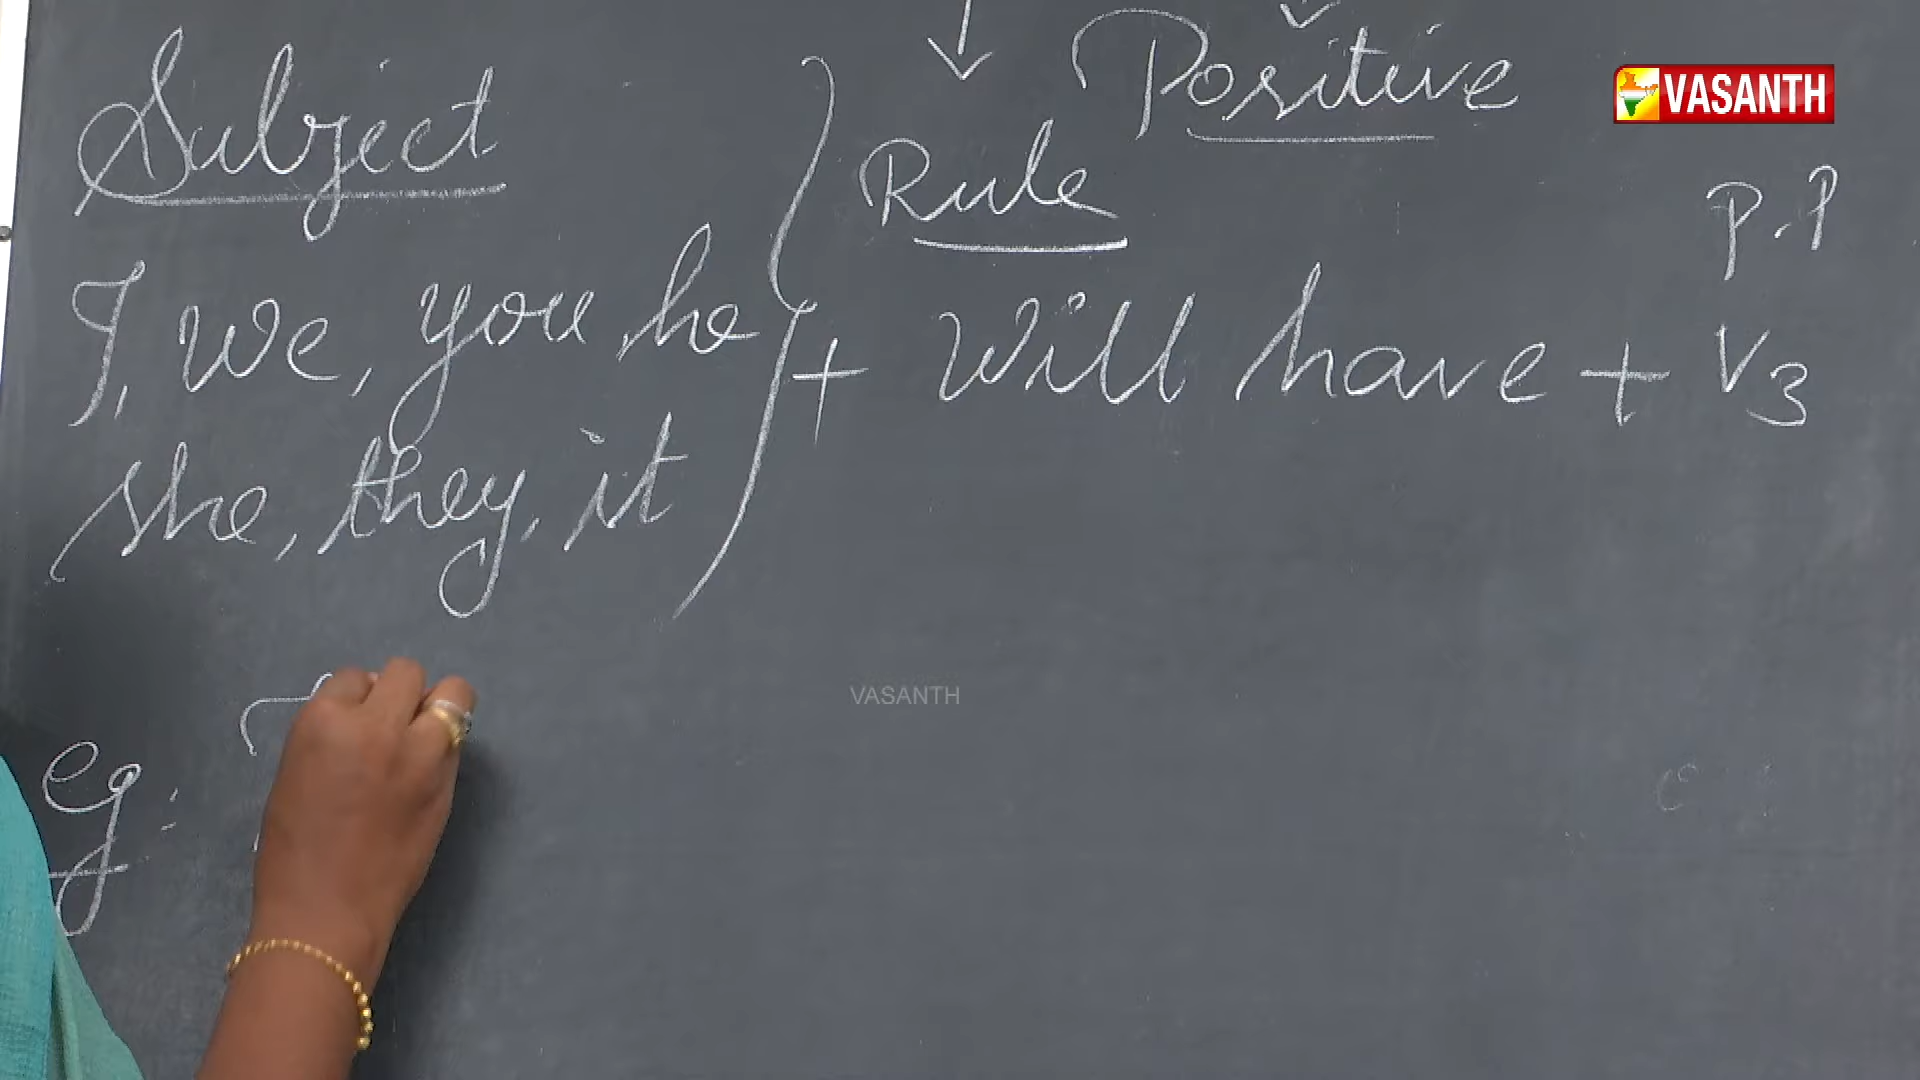 Positive
VASANTH
Subject
Rule
P.P
I, we, you, he
+ will have + V3
she, they, it
VASANTH
eg: